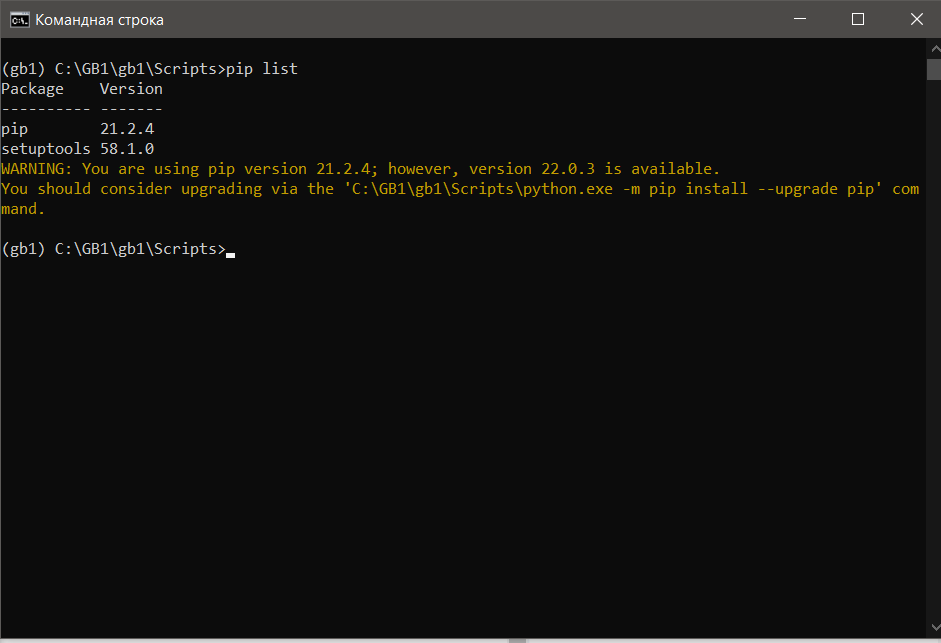 Командная строка
(gb1) C:\GB1\gb1\Scripts>pip list
Package    Version
---------- -------
pip        21.2.4
setuptools 58.1.0
WARNING: You are using pip version 21.2.4; however, version 22.0.3 is available.
You should consider upgrading via the 'C:\GB1\gb1\Scripts\python.exe -m pip install --upgrade pip' com
mand.
(gb1) C:\GB1\gb1\Scripts>